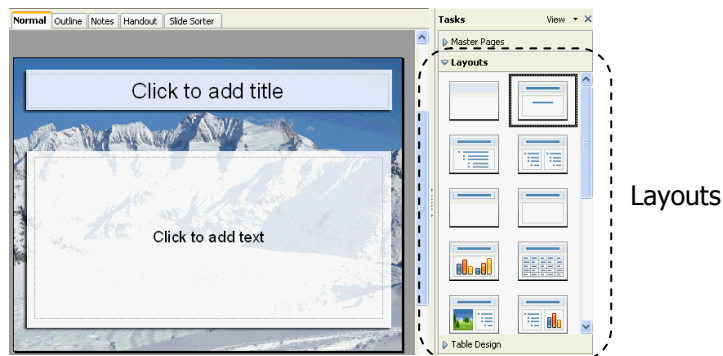 Normal Outline Notes Handout Slide Sorter
Tasks View
Master Pages
Layouts
Click to add title
Click to add text
Layouts
Table Design